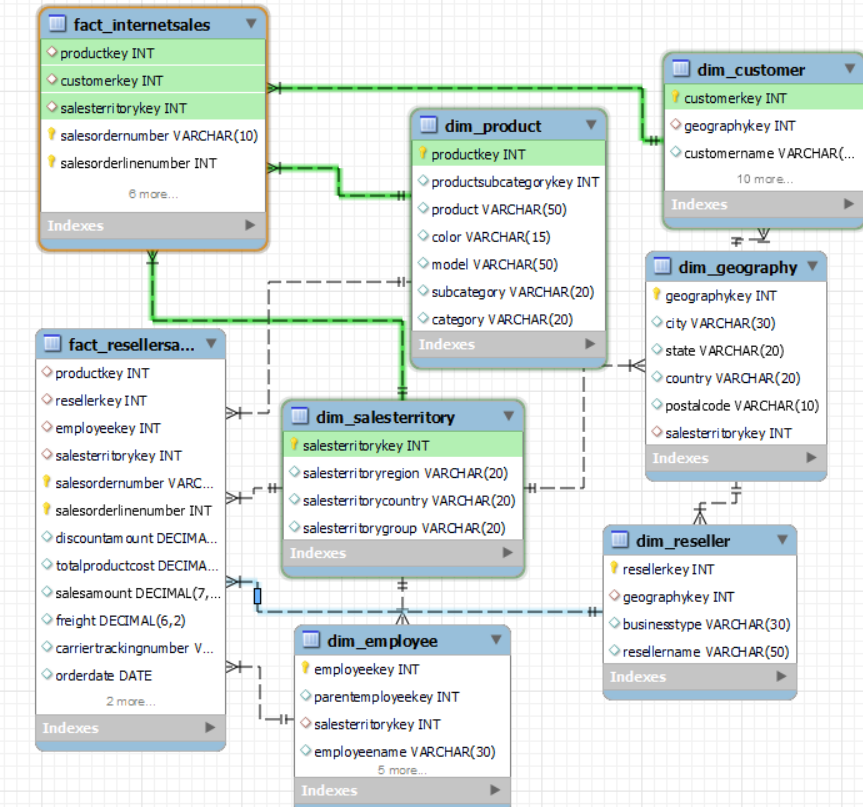 fact_internetsales
productkey INT
customerkey INT
salesterritorykey INT
salesordernumber VARCHAR(10)
salesorderlinenumber INT
6 more...
Indexes
dim_customer
customerkey INT
geographykey INT
customername VARCHAR(...
10 more...
Indexes
dim_product
productkey INT
productsubcategorykey INT
product VARCHAR(50)
color VARCHAR(15)
model VARCHAR(50)
subcategory VARCHAR(20)
category VARCHAR(20)
Indexes
dim_geography
geographykey INT
city VARCHAR(30)
state VARCHAR(20)
country VARCHAR(20)
postalcode VARCHAR(10)
salesterritorykey INT
Indexes
fact_resellersa...
productkey INT
resellerkey INT
employeekey INT
salesterritorykey INT
salesordernumber VARC...
salesorderlinenumber INT
discountamount DECIMA...
totalproductcost DECIMA...
salesamount DECIMAL(7,...
freight DECIMAL(6,2)
carriertrackingnumber V...
orderdate DATE
2 more...
Indexes
dim_salesterritory
salesterritorykey INT
salesterritoryregion VARCHAR(20)
salesterritorycountry VARCHAR(20)
salesterritorygroup VARCHAR(20)
Indexes
dim_reseller
resellerkey INT
geographykey INT
businesstype VARCHAR(30)
resellername VARCHAR(50)
Indexes
dim_employee
employeekey INT
parentemployeekey INT
salesterritorykey INT
employeename VARCHAR(30)
5 more...
Indexes